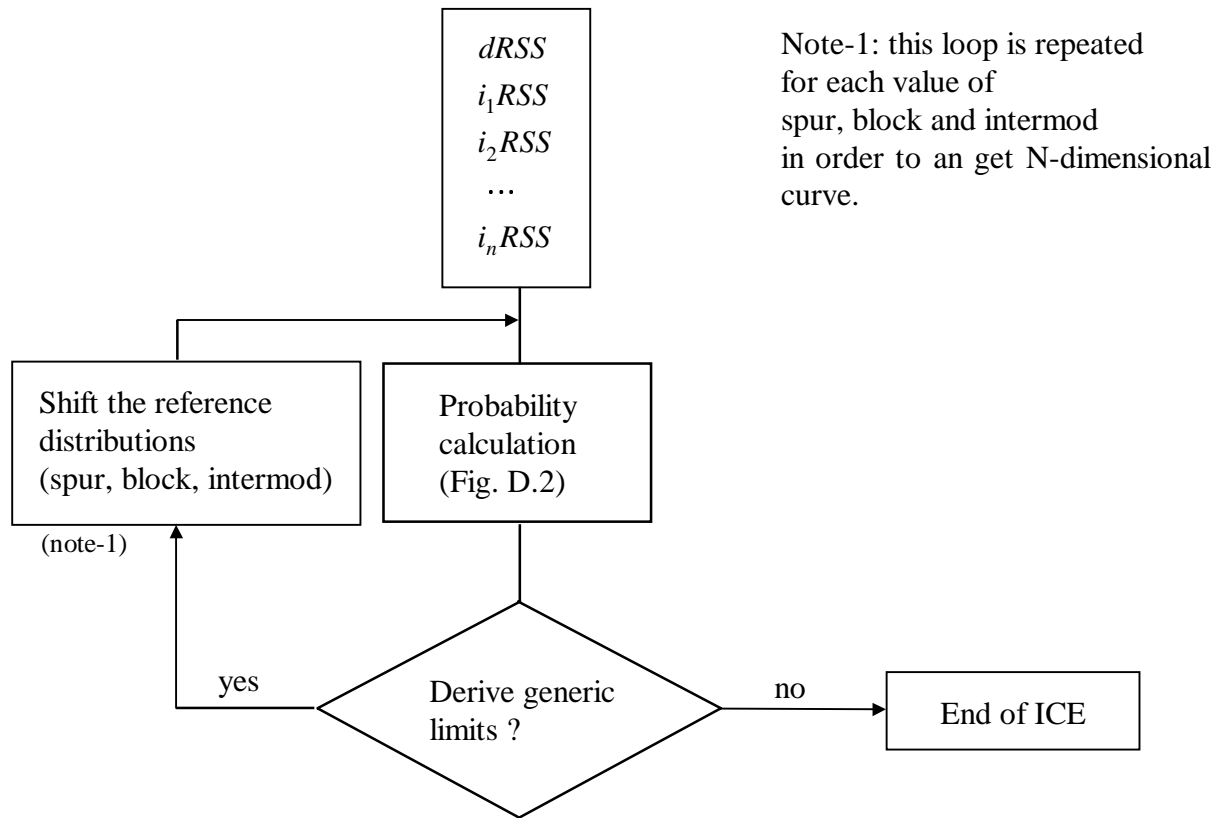 dRSS
i₁RSS
i₂RSS
...
iₙRSS
Note-1: this loop is repeated
for each value of
spur, block and intermod
in order to an get N-dimensional
curve.
Shift the reference
distributions
(spur, block, intermod)
(note-1)
Probability
calculation
(Fig. D.2)
yes
Derive generic
limits ?
no
End of ICE